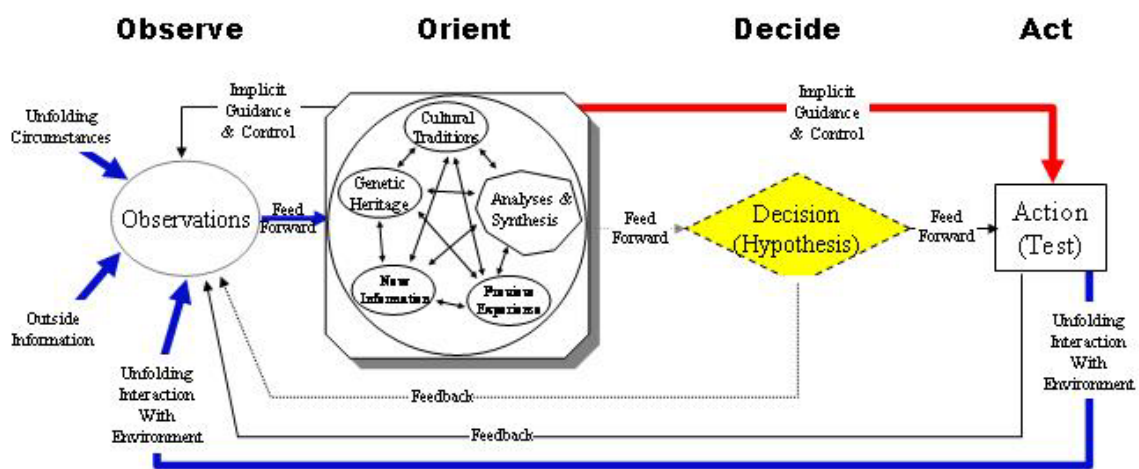 Observe
Orient
Decide
Act
Implicit
Guidance
& Control
Unfolding
Circumstances
Observations
Feed
Forward
Outside
Information
Unfolding
Interaction
With
Environment
Cultural
Traditions
Genetic
Heritage
Analyses &
Synthesis
New
Information
Previous
Experience
Implicit
Guidance
& Control
Feed
Forward
Decision
(Hypothesis)
Feed
Forward
Action
(Test)
Unfolding
Interaction
With
Environment
Feedback
Feedback